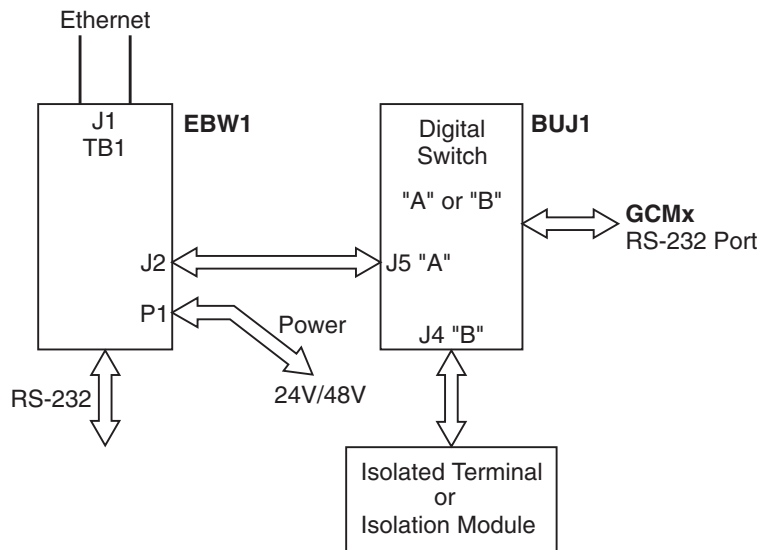 Ethernet
J1
TB1
EBW1
J2
P1
RS-232
Power
24V/48V
Digital
Switch
"A" or "B"
BUJ1
J5 "A"
J4 "B"
GCMx
RS-232 Port
Isolated Terminal
or
Isolation Module